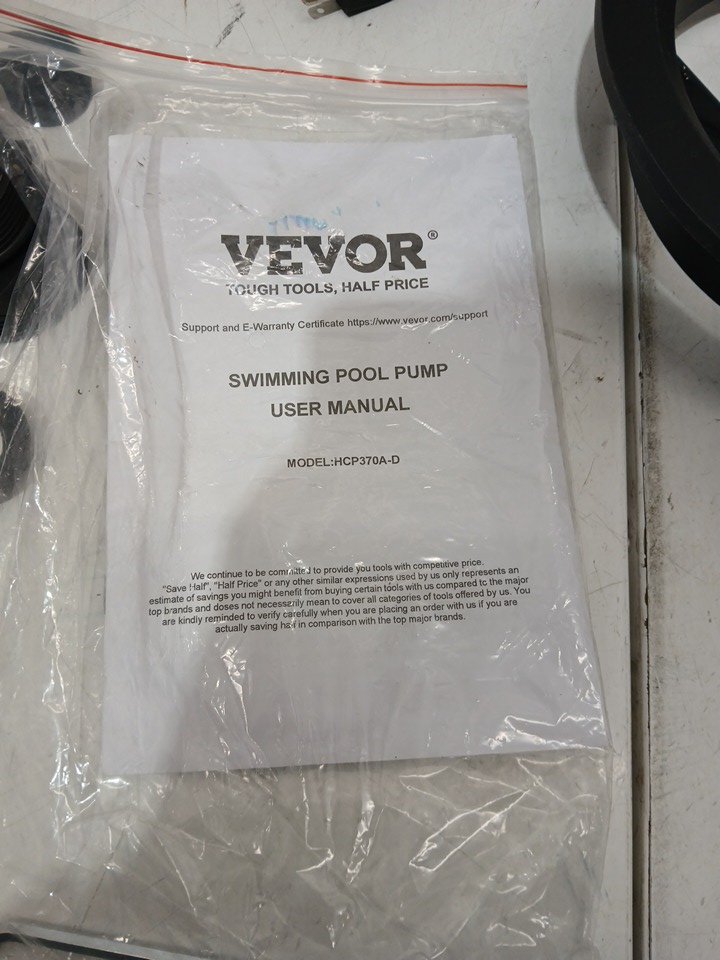 VEVOR®
TOUGH TOOLS, HALF PRICE
Support and E-Warranty Certificate https://www.vevor.com/support
SWIMMING POOL PUMP
USER MANUAL
MODEL:HCP370A-D
We continue to be committed to provide you tools with competitive price.
"Save Half", "Half Price" or any other similar expressions used by us only represents an
estimate of savings you might benefit from buying certain tools with us compared to the major
top brands and doses not necessarily mean to cover all categories of tools offered by us. You
are kindly reminded to verify carefully when you are placing an order with us if you are
actually saving half in comparison with the top major brands.